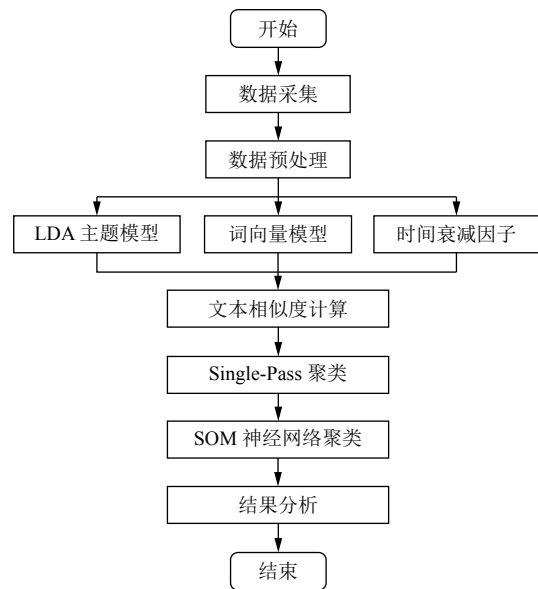 开始
数据采集
数据预处理
LDA 主题模型
词向量模型
时间衰减因子
文本相似度计算
Single-Pass 聚类
SOM 神经网络聚类
结果分析
结束